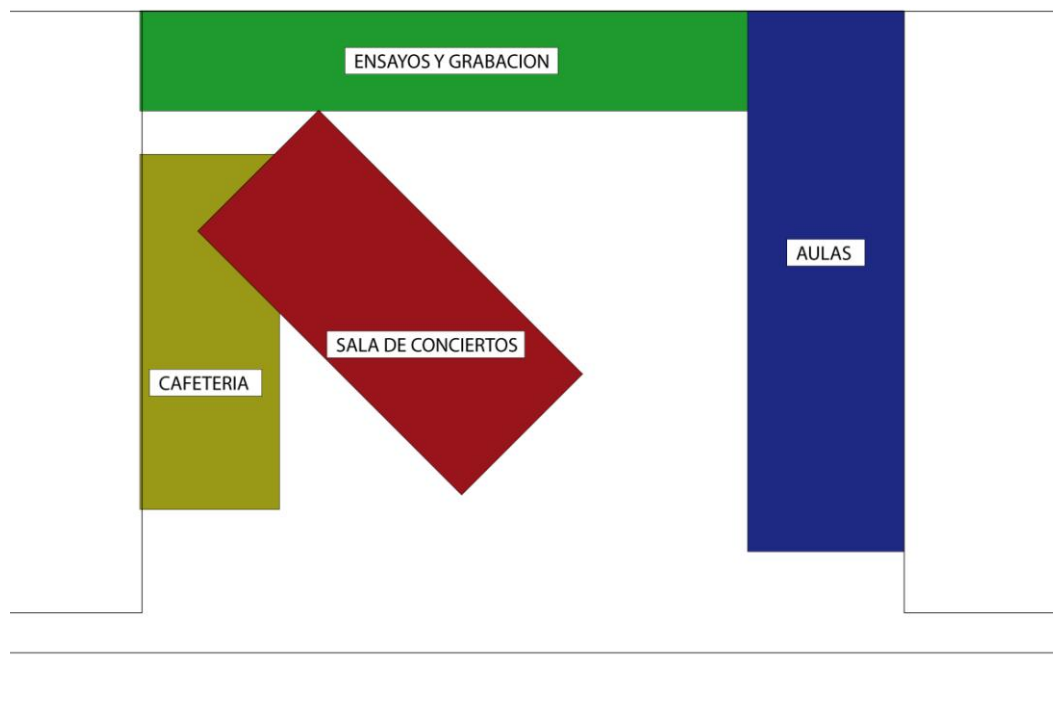 ENSAYOS Y GRABACION
AULAS
SALA DE CONCIERTOS
CAFETERIA